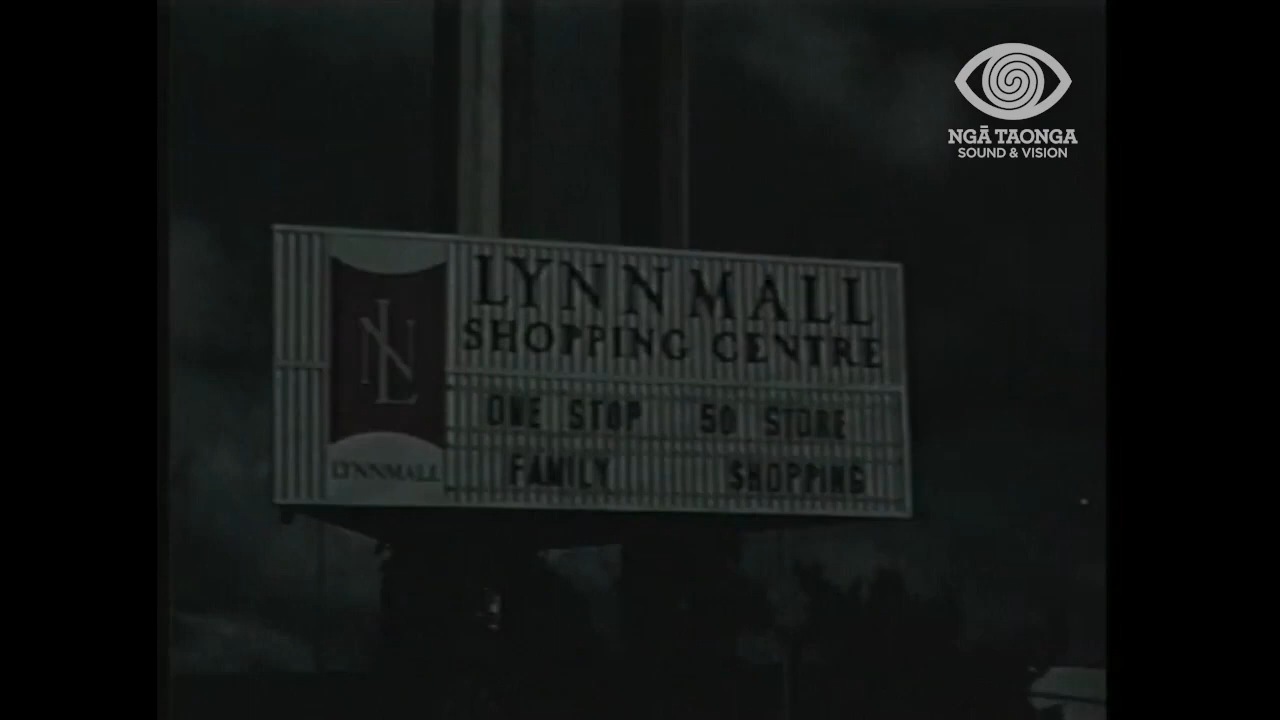 NGĀ TAONGA
SOUND & VISION
LYNNMALL
SHOPPING CENTRE
ONE STOP 50 STORE
FAMILY SHOPPING
NL
LYNNMALL